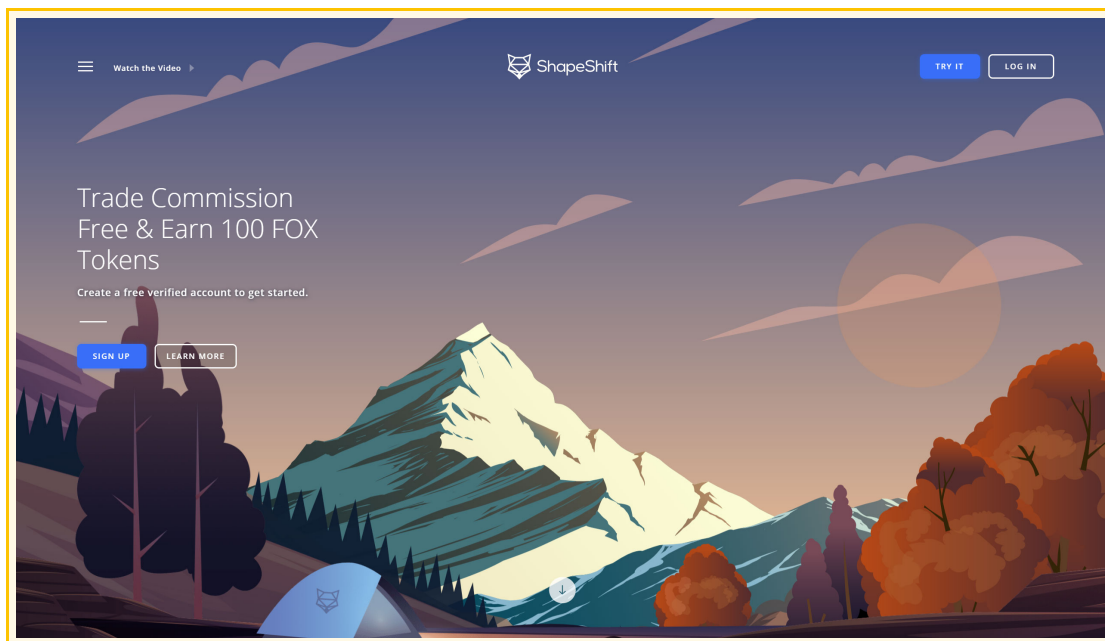 Watch the Video
ShapeShift
TRY IT
LOG IN
Trade Commission
Free & Earn 100 FOX
Tokens
Create a free verified account to get started.
SIGN UP
LEARN MORE